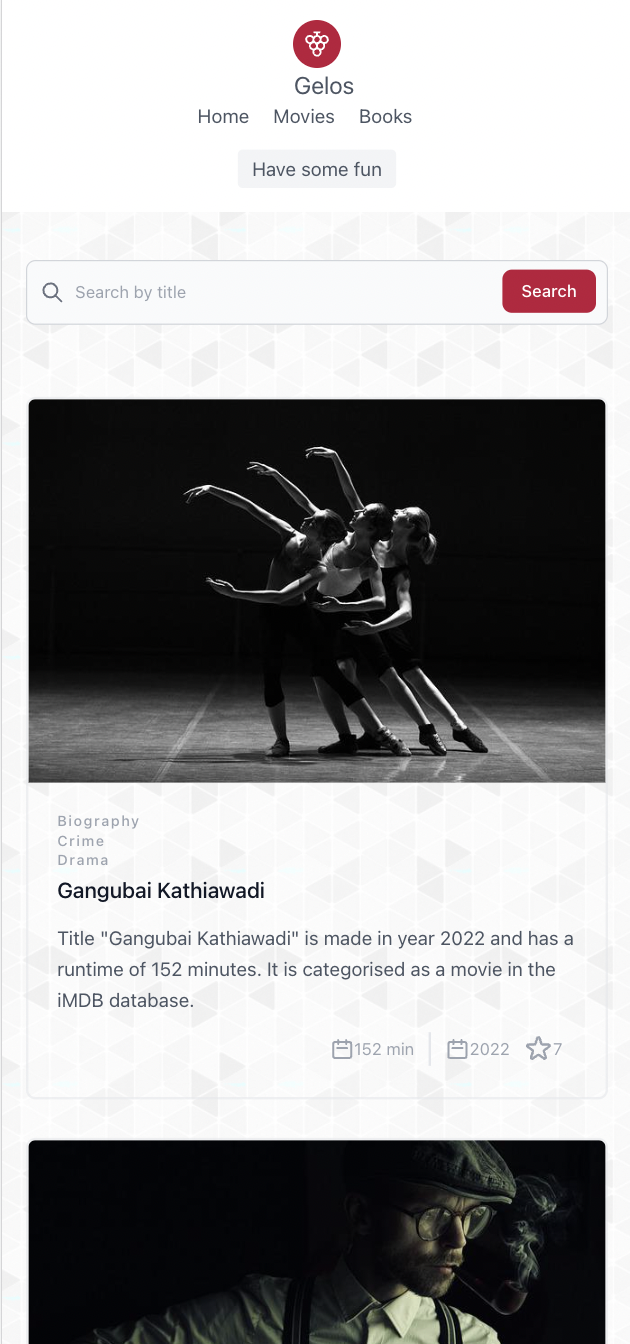 Gelos
Home Movies Books
Have some fun
Search by title Search
Biography
Crime
Drama
Gangubai Kathiawadi
Title "Gangubai Kathiawadi" is made in year 2022 and has a
runtime of 152 minutes. It is categorised as a movie in the
iMDB database.
152 min 2022 7